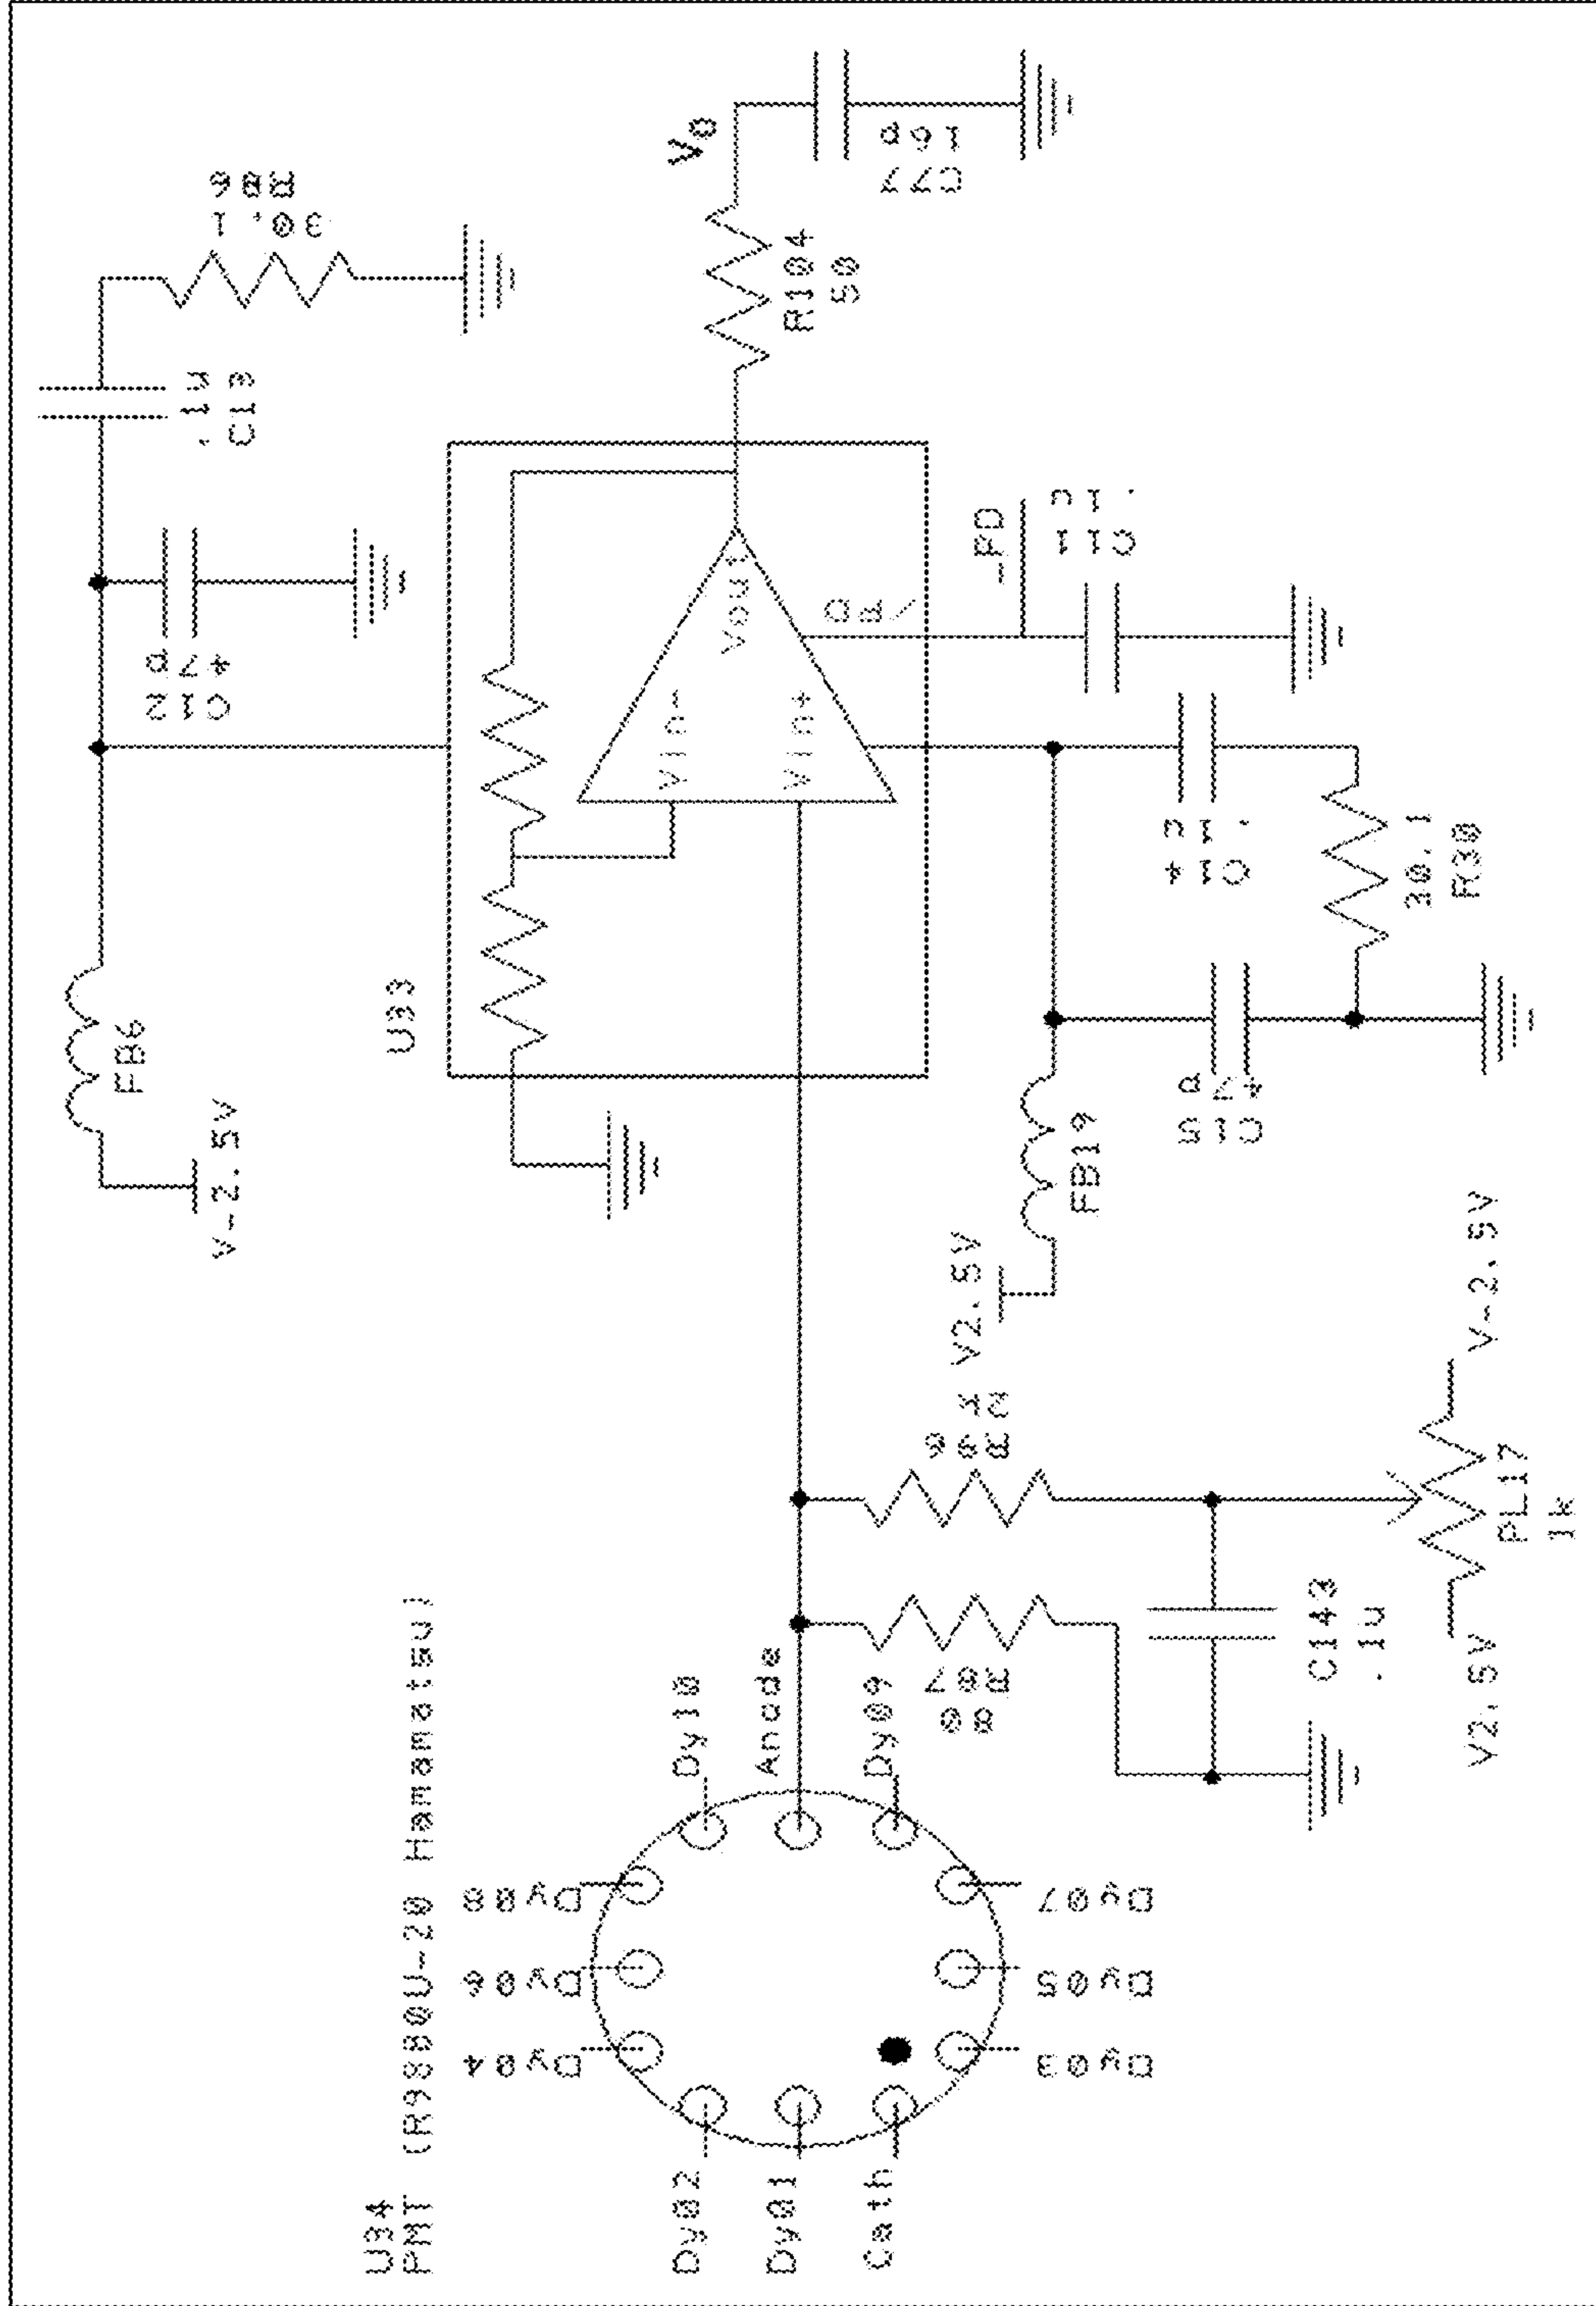 U34
PMT (R9880U-20 Hamamatsu)
Dy02
Dy01
Cath
Dy04
Dy06
Dy08
Dy03
Dy05
Dy07
Dy10
Anode
Dy09
R87
80
R96
2k
C143
.1u
V2.5V
PL17
1k
V-2.5V
V-2.5V
FB6
C12
47p
.1u
C13
R86
30.1
U33
Vin-
Vin+
Vout
/PD
_PD
C11
.1u
V2.5V
FB19
C15
47p
C14
.1u
30.1
R30
R104
50
Vo
C77
16p